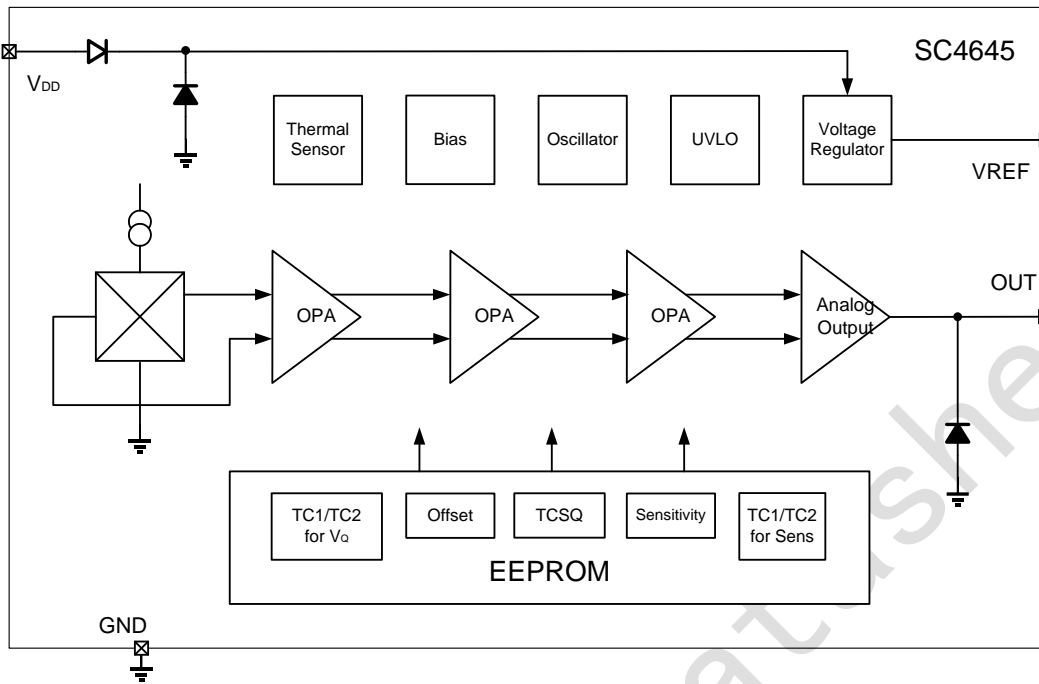 SC4645
VDD
Thermal
Sensor
Bias
Oscillator
UVLO
Voltage
Regulator
VREF
OUT
OPA
OPA
OPA
Analog
Output
TC1/TC2
for VQ
Offset
TCSQ
Sensitivity
TC1/TC2
for Sens
EEPROM
GND
atashe